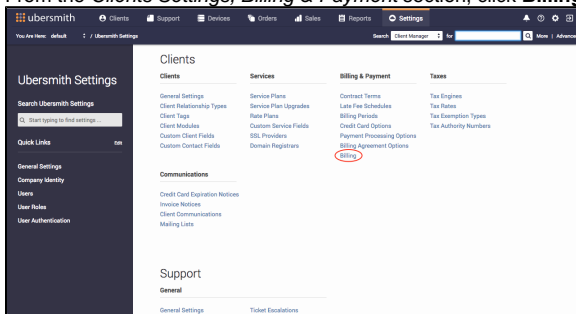 From the Clients Settings, Billing & Payment section, click Billing
ubersmith
Clients
Support
Devices
Orders
Sales
Reports
Settings
You Are Here: default / Ubersmith Settings
Search Client Manager for
More | Advanced
Ubersmith Settings
Search Ubersmith Settings
Start typing to find settings ...
Quick Links
Edit
General Settings
Company Identity
Users
User Roles
User Authentication
Clients
Clients
General Settings
Client Relationship Types
Client Tags
Client Modules
Custom Client Fields
Custom Contact Fields
Services
Service Plans
Service Plan Upgrades
Rate Plans
Custom Service Fields
SSL Providers
Domain Registrars
Billing & Payment
Contract Terms
Late Fee Schedules
Billing Periods
Credit Card Options
Payment Processing Options
Billing Agreement Options
Billing
Taxes
Tax Engines
Tax Rates
Tax Exemption Types
Tax Authority Numbers
Communications
Credit Card Expiration Notices
Invoice Notices
Client Communications
Mailing Lists
Support
General
General Settings
Ticket Escalations